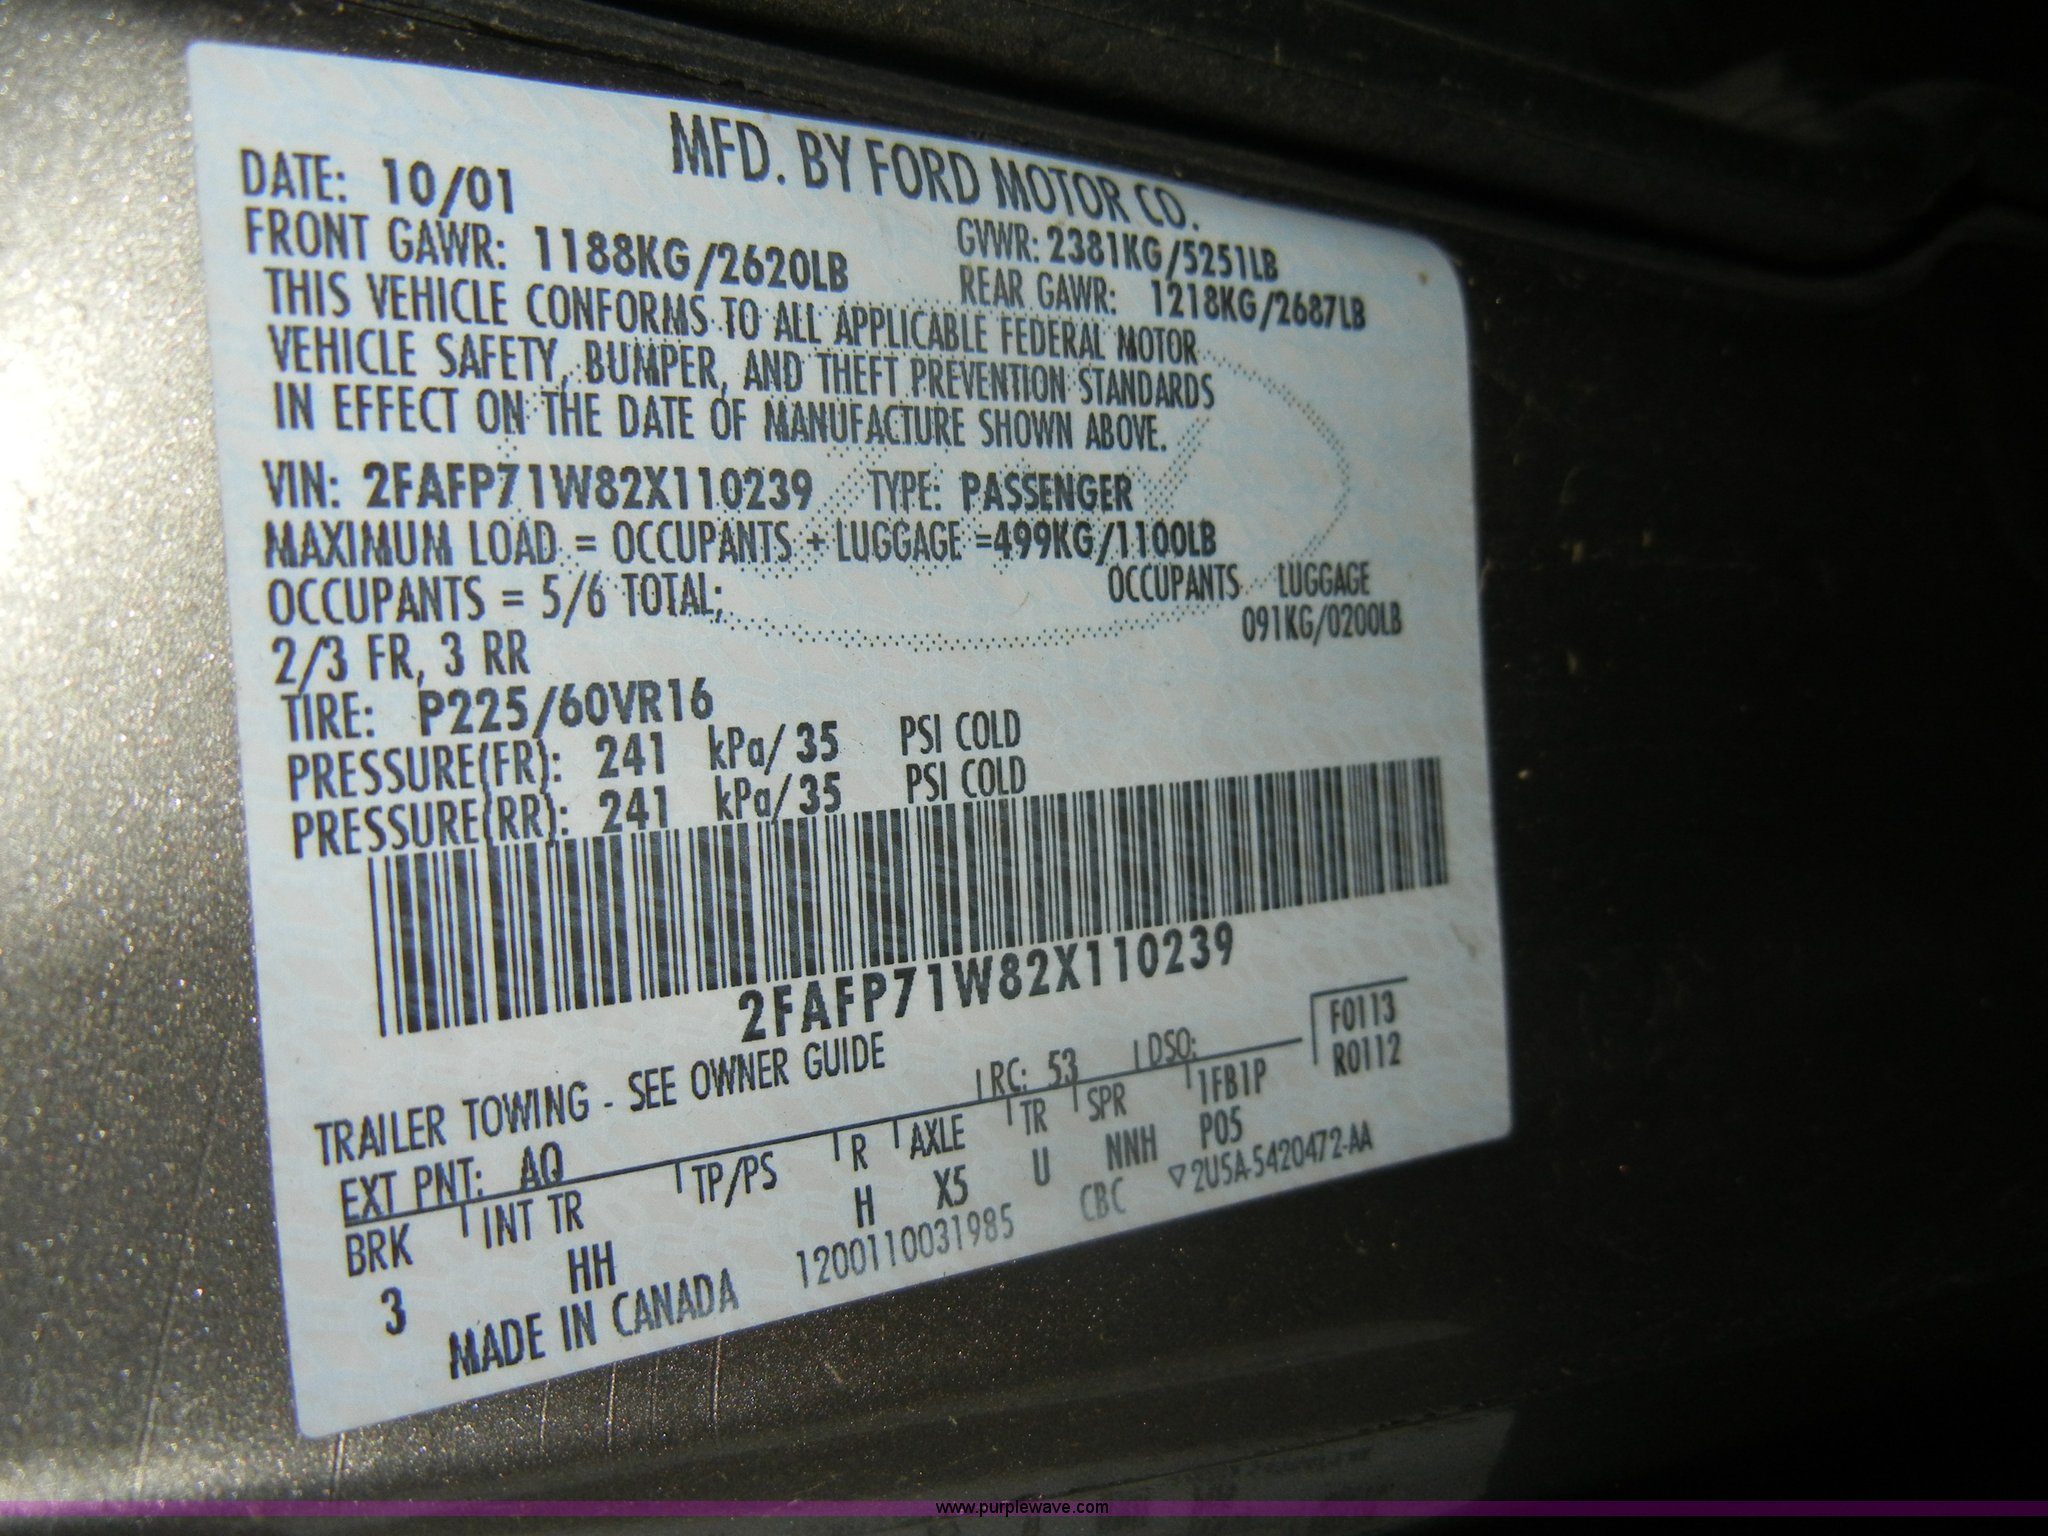 MFD. BY FORD MOTOR CO.
DATE: 10/01
GVWR: 2381KG/5251LB
FRONT GAWR: 1188KG/2620LB
REAR GAWR: 1218KG/2687LB
THIS VEHICLE CONFORMS TO ALL APPLICABLE FEDERAL MOTOR
VEHICLE SAFETY, BUMPER, AND THEFT PREVENTION STANDARDS
IN EFFECT ON THE DATE OF MANUFACTURE SHOWN ABOVE.
VIN: 2FAFP71W82X110239 TYPE: PASSENGER
MAXIMUM LOAD = OCCUPANTS + LUGGAGE =499KG/1100LB
OCCUPANTS = 5/6 TOTAL; OCCUPANTS LUGGAGE
2/3 FR, 3 RR 091KG/0200LB
TIRE: P225/60VR16
PRESSURE(FR): 241 kPa/35 PSI COLD
PRESSURE(RR): 241 kPa/35 PSI COLD
2FAFP71W82X110239
TRAILER TOWING - SEE OWNER GUIDE
F0113
EXT PNT: AQ RC: 53 DSO: R0112
BRK INT TR TP/PS R AXLE TR SPR 1FB1P
3 HH H X5 U NNH P05
MADE IN CANADA 1200110031985 CBC ▽2U5A-5420472-AA
www.purplewave.com